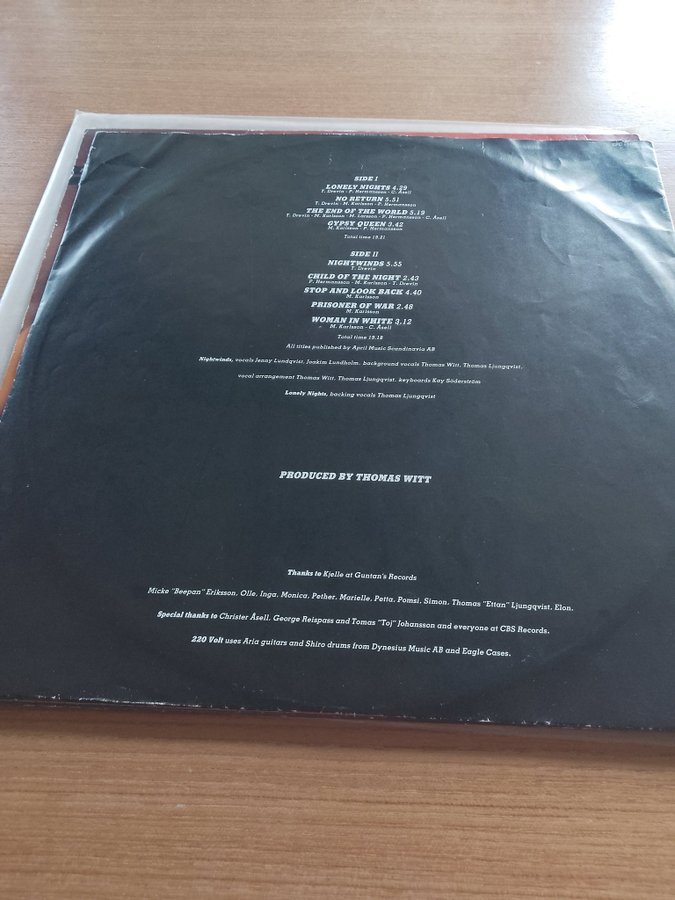 SIDE I
LONELY NIGHTS 4.29
T. Drevin - P. Hermansson - C. Åsell
NO RETURN 5.51
T. Drevin - M. Karlsson - P. Hermansson
THE END OF THE WORLD 5.19
T. Drevin - M. Karlsson - M. Larsson - P. Hermansson - C. Åsell
GYPSY QUEEN 3.42
M. Karlsson - P. Hermansson
Total time 19.21
SIDE II
NIGHTWINDS 5.55
T. Drevin
CHILD OF THE NIGHT 2.43
P. Hermansson - M. Karlsson - T. Drevin
STOP AND LOOK BACK 4.40
M. Karlsson
PRISONER OF WAR 2.48
M. Karlsson
WOMAN IN WHITE 3.12
M. Karlsson - C. Åsell
Total time 19.18
All titles published by April Music Scandinavia AB
Nightwinds, vocals Jenny Lundqvist, Joakim Lundholm. background vocals Thomas Witt, Thomas Ljungqvist,
vocal arrangement Thomas Witt, Thomas Ljungqvist. keyboards Kay Söderström
Lonely Nights, backing vocals Thomas Ljungqvist
PRODUCED BY THOMAS WITT
Thanks to Kjelle at Guntan's Records
Micke "Beepan" Eriksson, Olle, Inga, Monica, Pether, Marielle, Petta, Pomsi, Simon, Thomas "Ettan" Ljungqvist, Elon.
Special thanks to Christer Åsell, George Reispass and Tomas "Toj" Johansson and everyone at CBS Records.
220 Volt uses Aria guitars and Shiro drums from Dynesius Music AB and Eagle Cases.